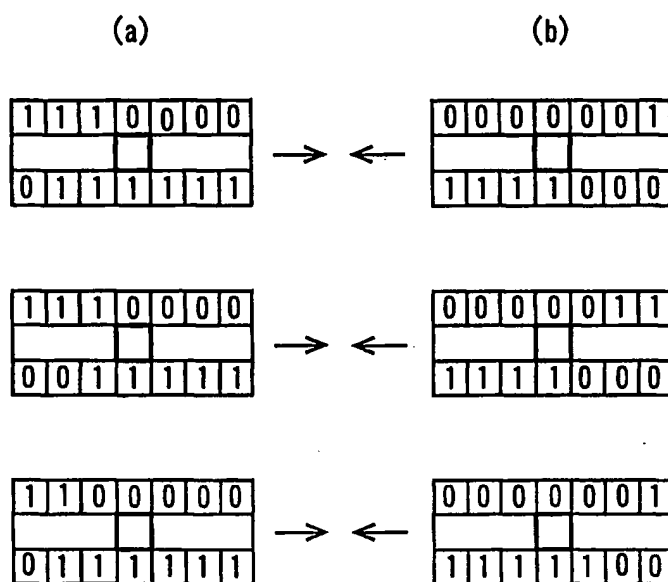 (a) (b)
1 1 1 0 0 0 0 0 0 0 0 0 0 1
0 1 1 1 1 1 1 1 1 1 1 0 0 0
1 1 1 0 0 0 0 0 0 0 0 0 1 1
0 0 1 1 1 1 1 1 1 1 1 0 0 0
1 1 0 0 0 0 0 0 0 0 0 0 0 1
0 1 1 1 1 1 1 1 1 1 1 1 0 0